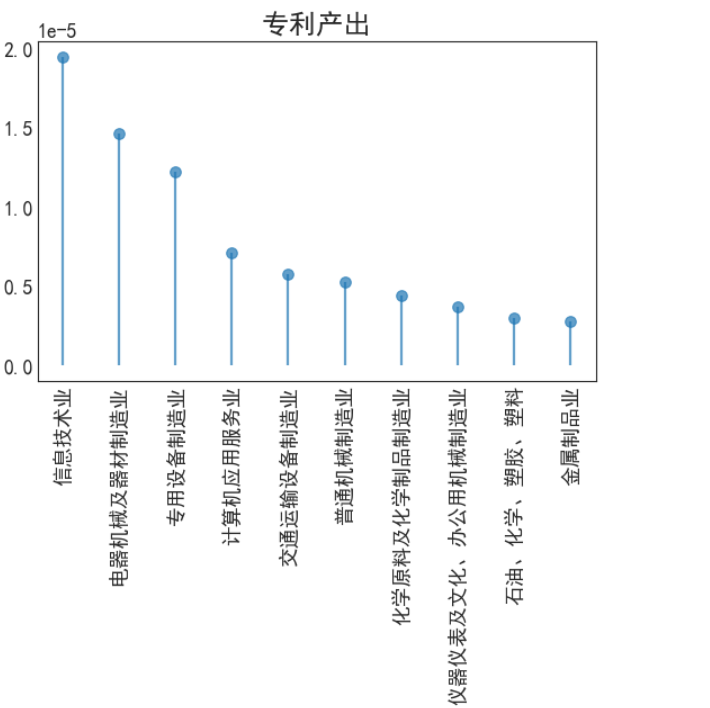 专利产出
1e-5
2.0
1.5
1.0
0.5
0.0
信息技术业
电器机械及器材制造业
专用设备制造业
计算机应用服务业
交通运输设备制造业
普通机械制造业
化学原料及化学制品制造业
仪器仪表及文化、办公用机械制造业
石油、化学、塑胶、塑料
金属制品业